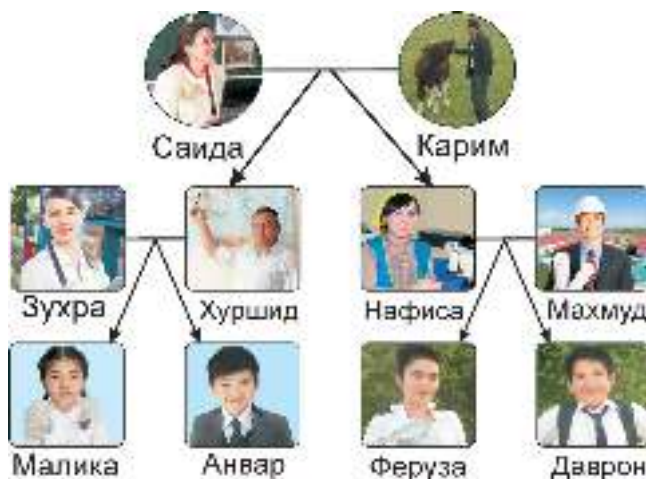 Саида Карим
Зухра Хуршид Нафиса Махмуд
Малика Анвар Феруза Даврон